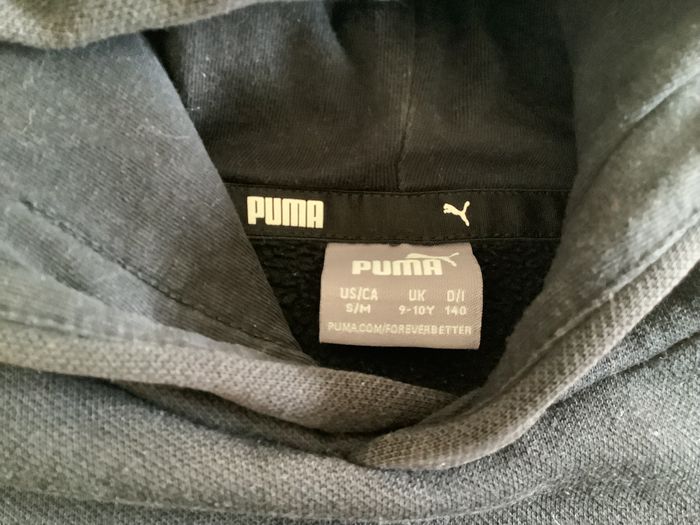 PUMA
PUMA
US/CA UK D/I
S/M 9-10Y 140
PUMA.COM/FOREVERBETTER